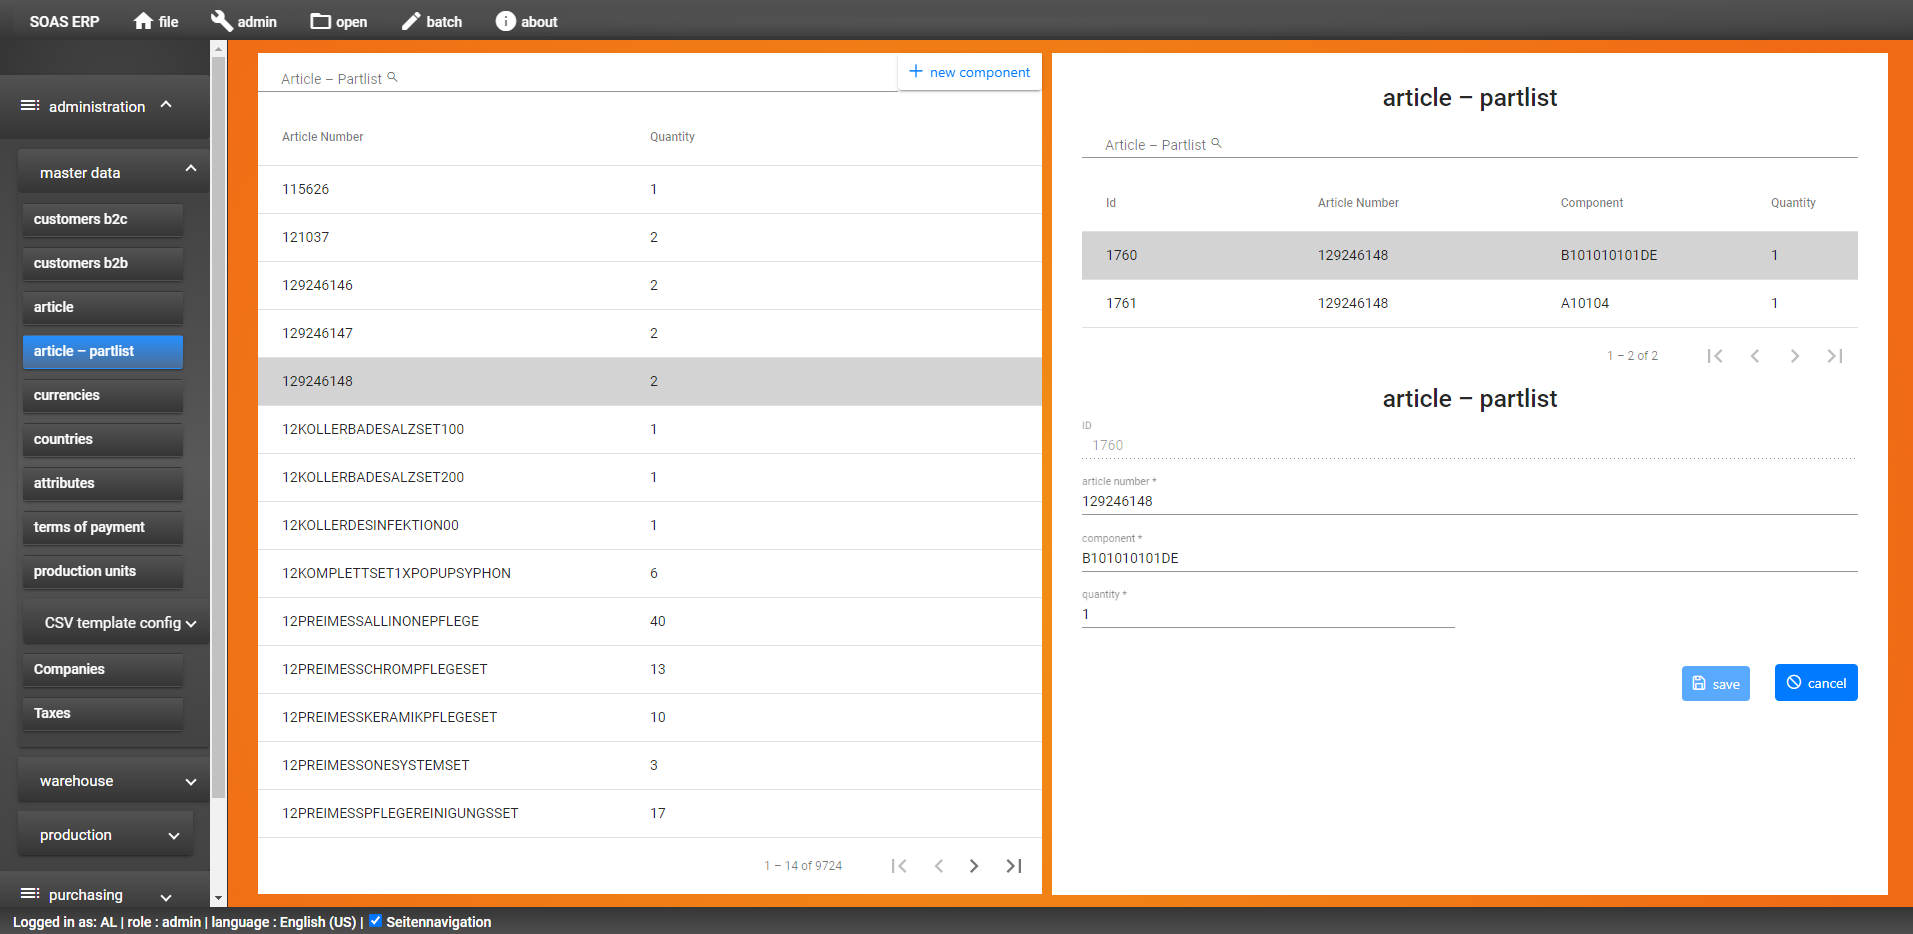 SOAS ERP file admin open batch about
administration
master data
customers b2c
customers b2b
article
article – partlist
currencies
countries
attributes
terms of payment
production units
CSV template config
Companies
Taxes
warehouse
production
purchasing
Article – Partlist
new component
Article Number Quantity
115626 1
121037 2
129246146 2
129246147 2
129246148 2
12KOLLERBADESALZSET100 1
12KOLLERBADESALZSET200 1
12KOLLERDESINFEKTION00 1
12KOMPLETTSET1XPOPUPSYPHON 6
12PREIMESSALLINONEPFLEGE 40
12PREIMESSCHROMPFLEGESET 13
12PREIMESSKERAMIKPFLEGESET 10
12PREIMESSONESYSTEMSET 3
12PREIMESSPFLEGEREINIGUNGSSET 17
1 – 14 of 9724
article – partlist
Article – Partlist
Id Article Number Component Quantity
1760 129246148 B101010101DE 1
1761 129246148 A10104 1
1 – 2 of 2
article – partlist
ID
1760
article number *
129246148
component *
B101010101DE
quantity *
1
save cancel
Logged in as: AL | role : admin | language : English (US) | Seitennavigation